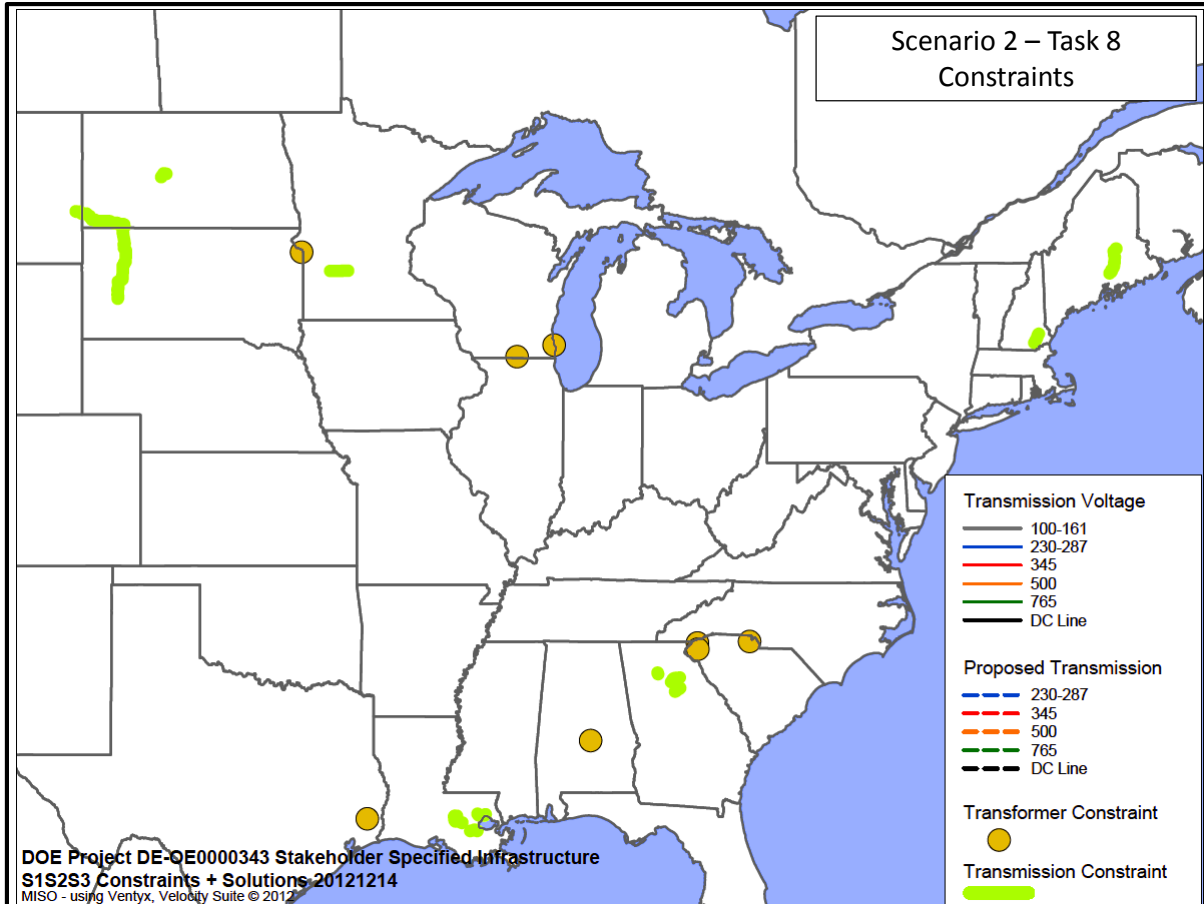 Scenario 2 – Task 8
Constraints
Transmission Voltage
100-161
230-287
345
500
765
DC Line
Proposed Transmission
230-287
345
500
765
DC Line
Transformer Constraint
Transmission Constraint
DOE Project DE-OE0000343 Stakeholder Specified Infrastructure
S1S2S3 Constraints + Solutions 20121214
MISO - using Ventyx, Velocity Suite © 2012